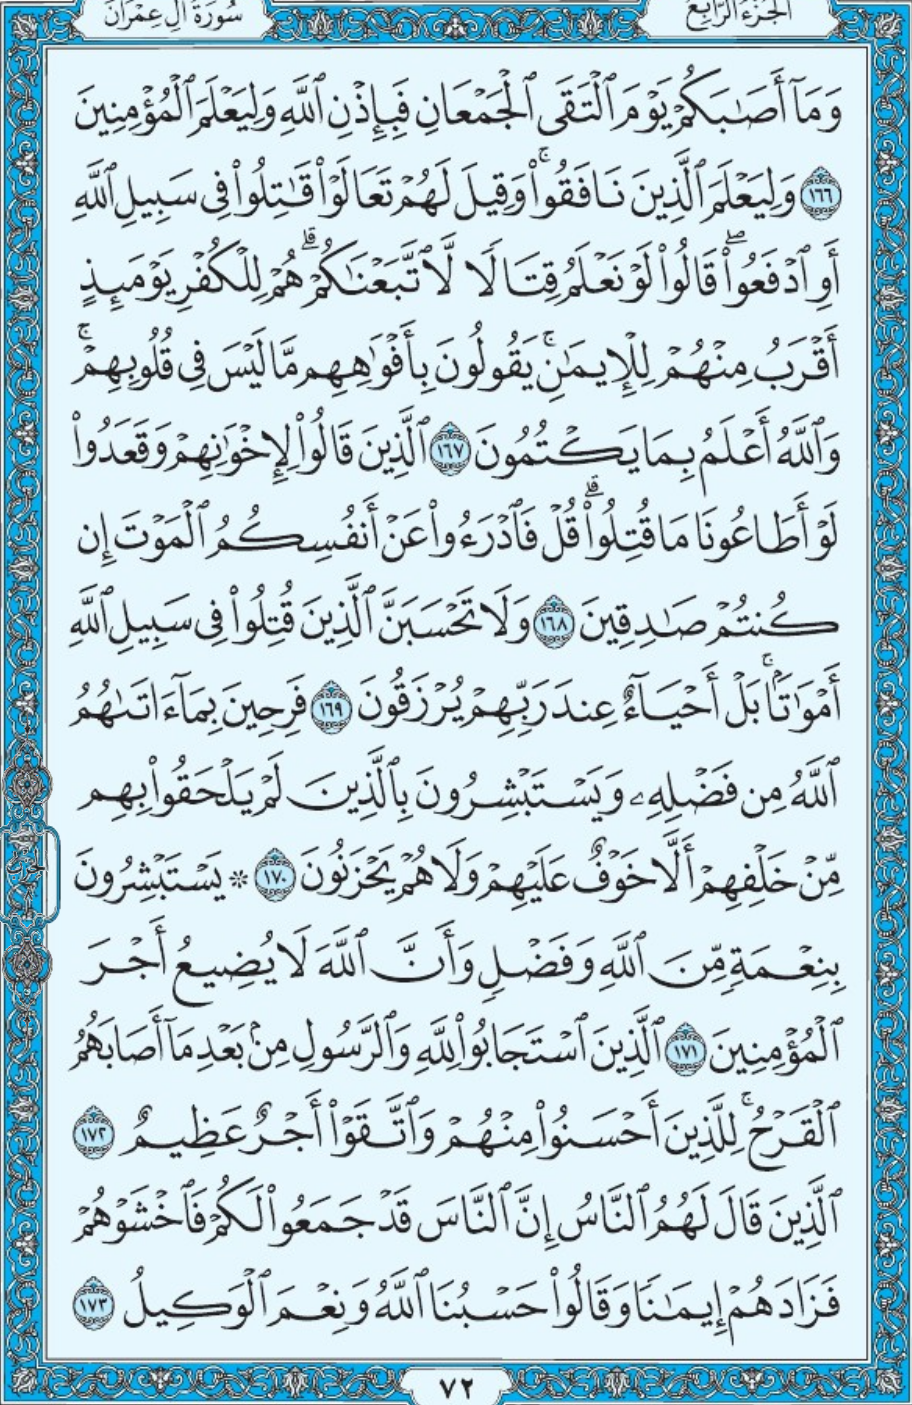 سُورَةُ آلِ عِمْرَانَ
الجُزْءُ الرَّابِعُ
وَمَآ أَصَٰبَكُمْ يَوْمَ ٱلْتَقَى ٱلْجَمْعَانِ فَبِإِذْنِ ٱللَّهِ وَلِيَعْلَمَ ٱلْمُؤْمِنِينَ
١٦٦ وَلِيَعْلَمَ ٱلَّذِينَ نَافَقُوا۟ۚ وَقِيلَ لَهُمْ تَعَالَوْا۟ قَٰتِلُوا۟ فِى سَبِيلِ ٱللَّهِ
أَوِ ٱدْفَعُوا۟ۖ قَالُوا۟ لَوْ نَعْلَمُ قِتَالًا لَّٱتَّبَعْنَٰكُمْۗ هُمْ لِلْكُفْرِ يَوْمَئِذٍ
أَقْرَبُ مِنْهُمْ لِلْإِيمَٰنِۚ يَقُولُونَ بِأَفْوَٰهِهِم مَّا لَيْسَ فِى قُلُوبِهِمْۚ
وَٱللَّهُ أَعْلَمُ بِمَا يَكْتُمُونَ ١٦٧ ٱلَّذِينَ قَالُوا۟ لِإِخْوَٰنِهِمْ وَقَعَدُوا۟
لَوْ أَطَاعُونَا مَا قُتِلُوا۟ۗ قُلْ فَٱدْرَءُوا۟ عَنْ أَنفُسِكُمُ ٱلْمَوْتَ إِن
كُنتُمْ صَٰدِقِينَ ١٦٨ وَلَا تَحْسَبَنَّ ٱلَّذِينَ قُتِلُوا۟ فِى سَبِيلِ ٱللَّهِ
أَمْوَٰتًۢاۚ بَلْ أَحْيَآءٌ عِندَ رَبِّهِمْ يُرْزَقُونَ ١٦٩ فَرِحِينَ بِمَآ ءَاتَىٰهُمُ
ٱللَّهُ مِن فَضْلِهِۦ وَيَسْتَبْشِرُونَ بِٱلَّذِينَ لَمْ يَلْحَقُوا۟ بِهِم
مِّنْ خَلْفِهِمْ أَلَّا خَوْفٌ عَلَيْهِمْ وَلَا هُمْ يَحْزَنُونَ ١٧٠ * يَسْتَبْشِرُونَ
بِنِعْمَةٍ مِّنَ ٱللَّهِ وَفَضْلٍ وَأَنَّ ٱللَّهَ لَا يُضِيعُ أَجْرَ
ٱلْمُؤْمِنِينَ ١٧١ ٱلَّذِينَ ٱسْتَجَابُوا۟ لِلَّهِ وَٱلرَّسُولِ مِنۢ بَعْدِ مَآ أَصَابَهُمُ
ٱلْقَرْحُۚ لِلَّذِينَ أَحْسَنُوا۟ مِنْهُمْ وَٱتَّقَوْا۟ أَجْرٌ عَظِيمٌ ١٧٢
ٱلَّذِينَ قَالَ لَهُمُ ٱلنَّاسُ إِنَّ ٱلنَّاسَ قَدْ جَمَعُوا۟ لَكُمْ فَٱخْشَوْهُمْ
فَزَادَهُمْ إِيمَٰنًا وَقَالُوا۟ حَسْبُنَا ٱللَّهُ وَنِعْمَ ٱلْوَكِيلُ ١٧٣
٧٢